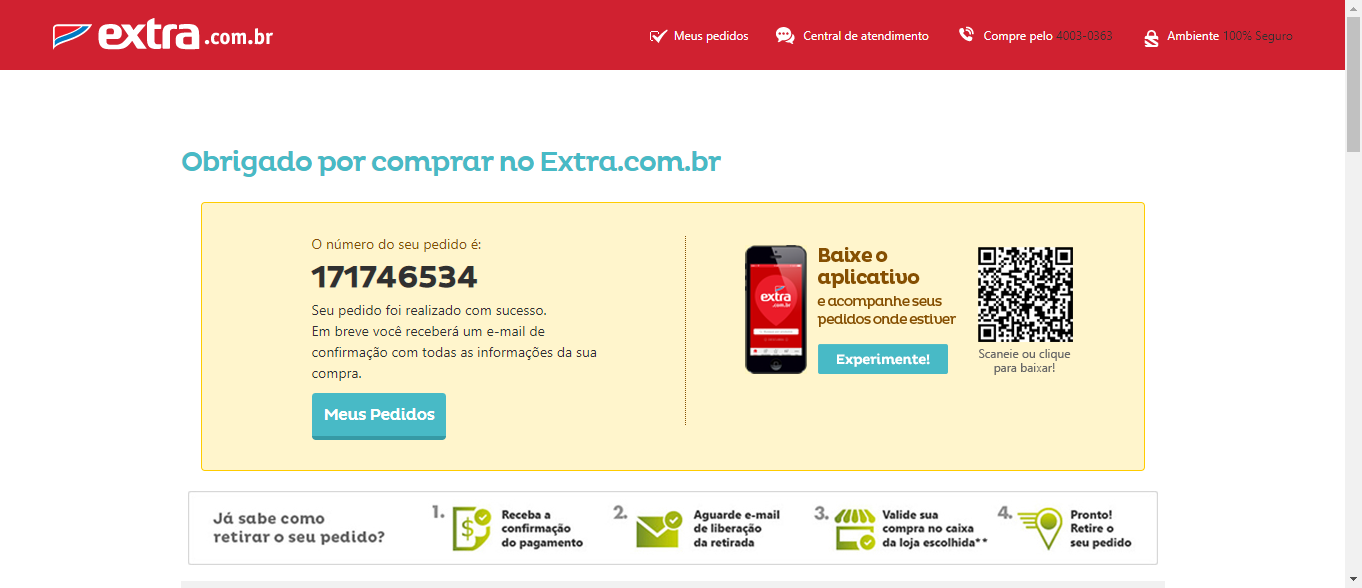 extra.com.br
Meus pedidos
Central de atendimento
Compre pelo 4003-0363
Ambiente 100% Seguro
Obrigado por comprar no Extra.com.br
O número do seu pedido é:
171746534
Seu pedido foi realizado com sucesso.
Em breve você receberá um e-mail de
confirmação com todas as informações da sua
compra.
Meus Pedidos
extra
.com.br
Baixe o
aplicativo
e acompanhe seus
pedidos onde estiver
Experimente!
Scaneie ou clique
para baixar!
Já sabe como
retirar o seu pedido?
1. Receba a
confirmação
do pagamento
2. Aguarde e-mail
de liberação
da retirada
3. Valide sua
compra no caixa
da loja escolhida**
4. Pronto!
Retire o
seu pedido